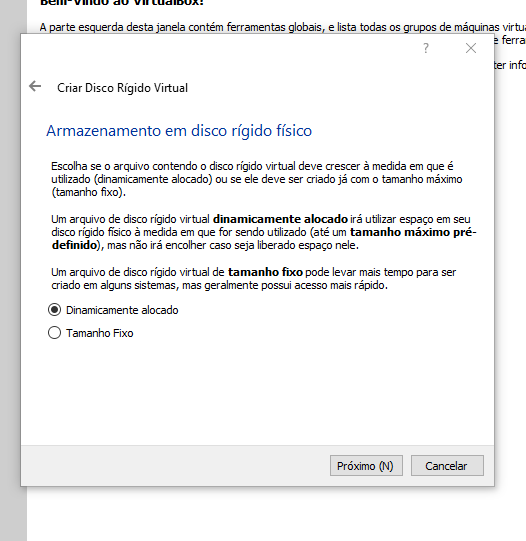 Bem-vindo ao VirtualBox!
A parte esquerda desta janela contém ferramentas globais, e lista todas os grupos de máquinas virtu
e ferra
?
ter info
Criar Disco Rígido Virtual
Armazenamento em disco rígido físico
Escolha se o arquivo contendo o disco rígido virtual deve crescer à medida em que é
utilizado (dinamicamente alocado) ou se ele deve ser criado já com o tamanho máximo
(tamanho fixo).
Um arquivo de disco rígido virtual dinamicamente alocado irá utilizar espaço em seu
disco rígido físico à medida em que for sendo utilizado (até um tamanho máximo pré-
definido), mas não irá encolher caso seja liberado espaço nele.
Um arquivo de disco rígido virtual de tamanho fixo pode levar mais tempo para ser
criado em alguns sistemas, mas geralmente possui acesso mais rápido.
Dinamicamente alocado
Tamanho Fixo
Próximo (N)
Cancelar